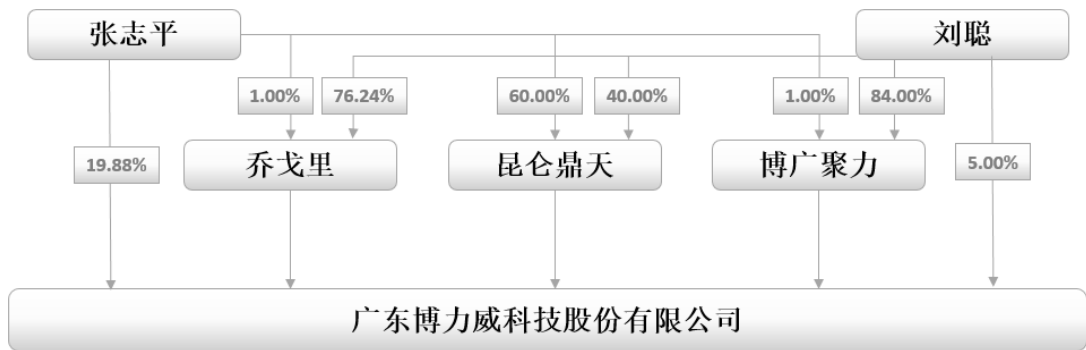 张志平
刘聪
1.00%
76.24%
60.00%
40.00%
1.00%
84.00%
19.88%
乔戈里
昆仑鼎天
博广聚力
5.00%
广东博力威科技股份有限公司